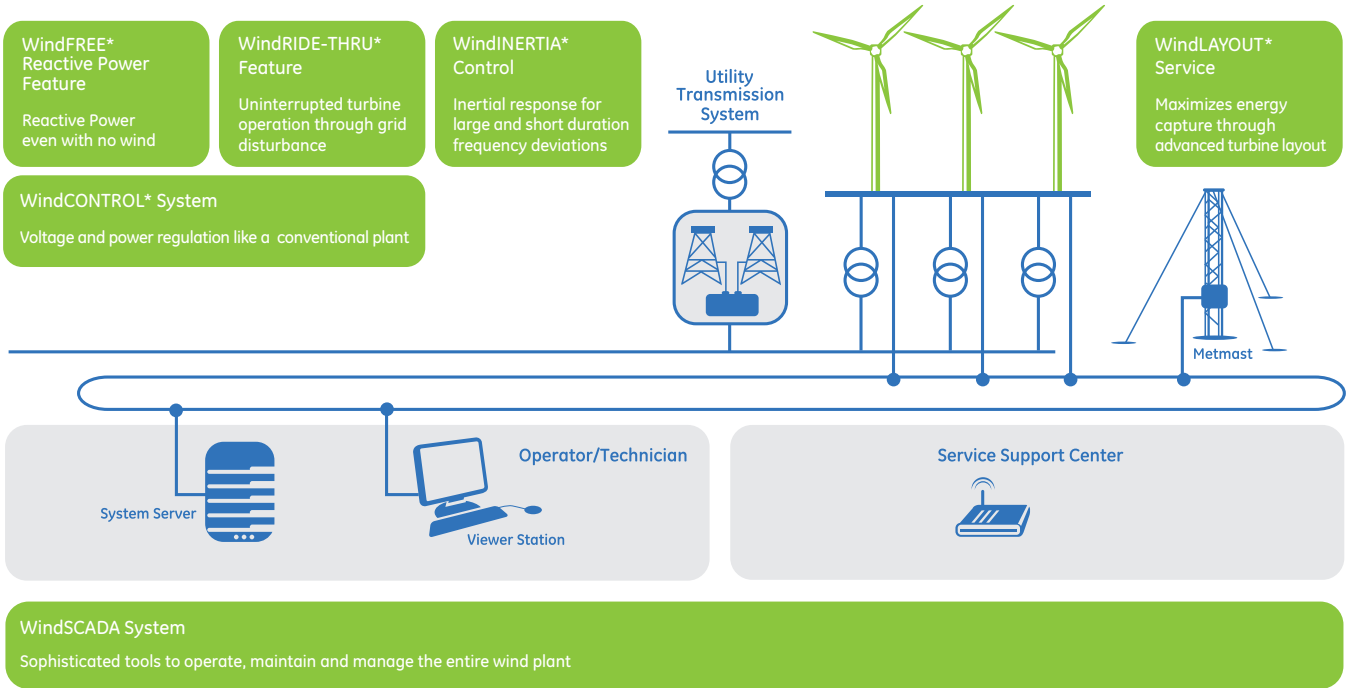 WindFREE*
Reactive Power
Feature
Reactive Power
even with no wind
WindRIDE-THRU*
Feature
Uninterrupted turbine
operation through grid
disturbance
WindINERTIA*
Control
Inertial response for
large and short duration
frequency deviations
Utility
Transmission
System
WindLAYOUT*
Service
Maximizes energy
capture through
advanced turbine layout
WindCONTROL* System
Voltage and power regulation like a conventional plant
Metmast
Operator/Technician
System Server
Viewer Station
Service Support Center
WindSCADA System
Sophisticated tools to operate, maintain and manage the entire wind plant